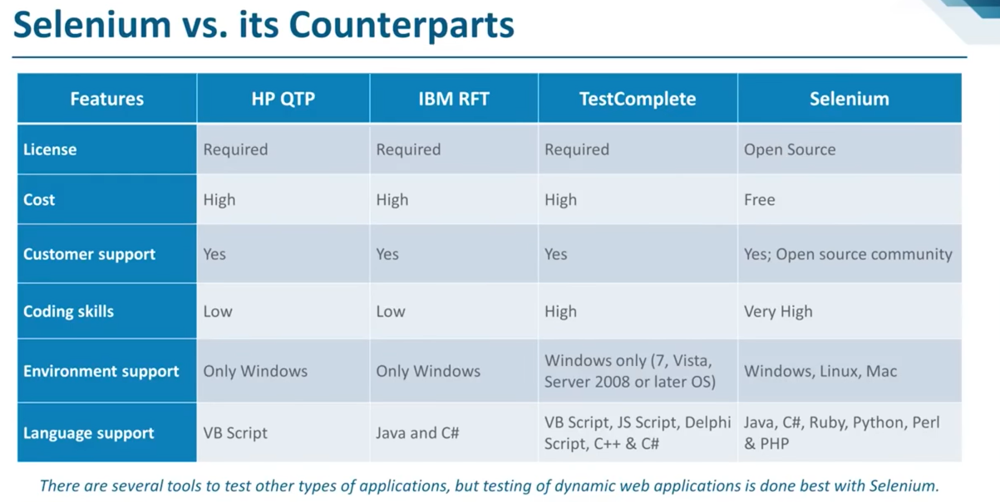 Selenium vs. its Counterparts
Features HP QTP IBM RFT TestComplete Selenium
License Required Required Required Open Source
Cost High High High Free
Customer support Yes Yes Yes Yes; Open source community
Coding skills Low Low High Very High
Environment support Only Windows Only Windows Windows only (7, Vista, Server 2008 or later OS) Windows, Linux, Mac
Language support VB Script Java and C# VB Script, JS Script, Delphi Script, C++ & C# Java, C#, Ruby, Python, Perl & PHP
There are several tools to test other types of applications, but testing of dynamic web applications is done best with Selenium.